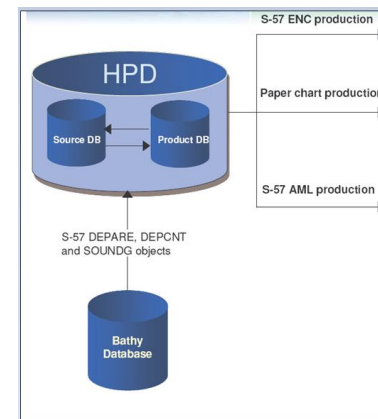 S-57 ENC production
HPD
Source DB
Product DB
Paper chart production
S-57 AML production
S-57 DEPARE, DEPCNT
and SOUNDG objects
Bathy
Database